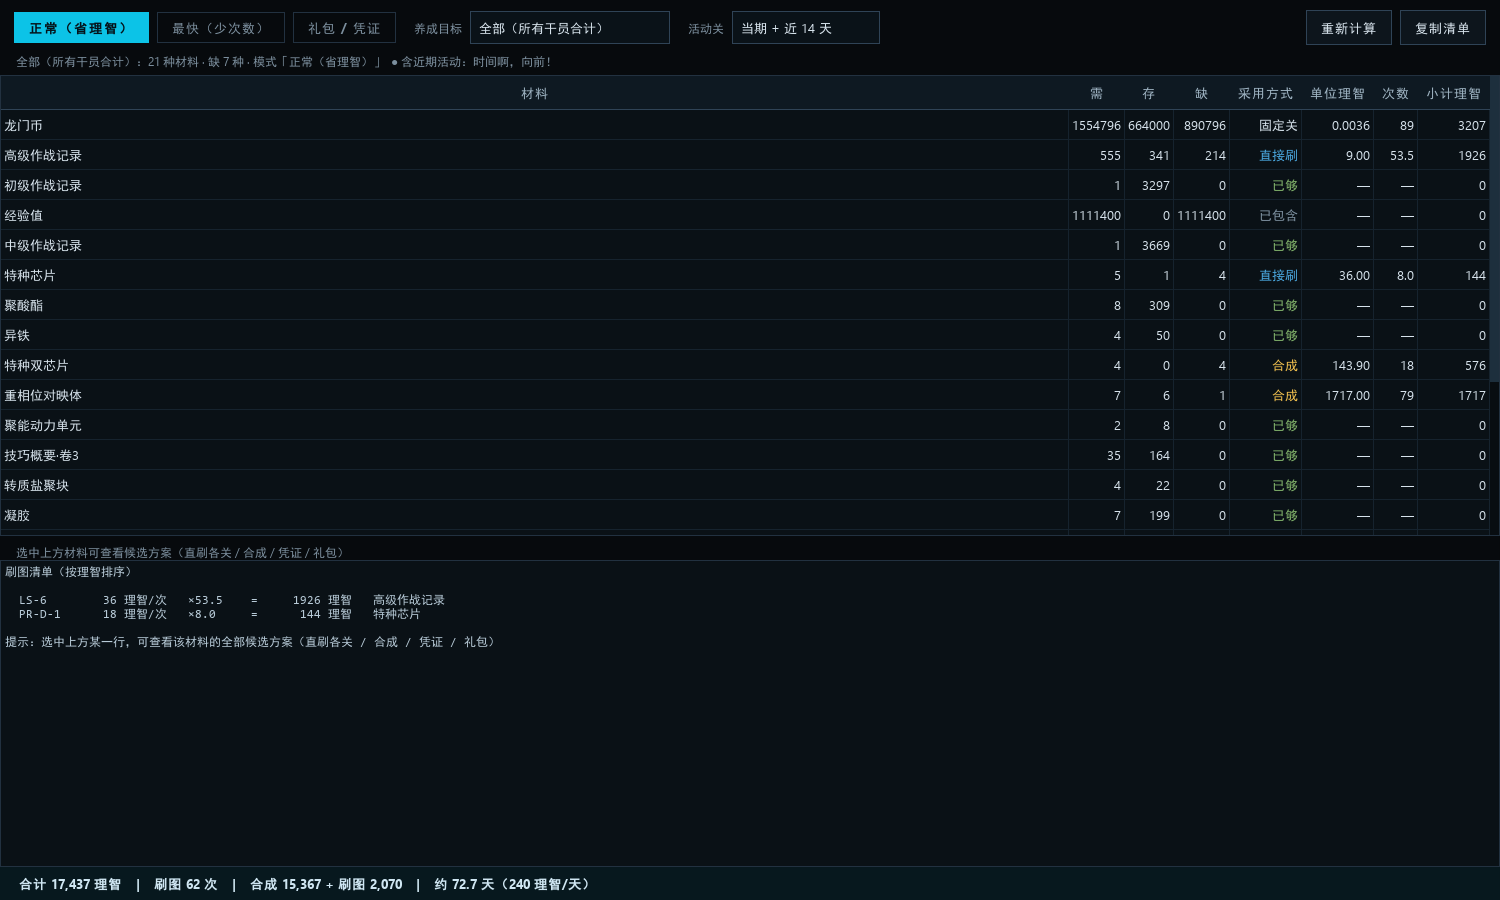 正常（省理智） 最快（少次数） 礼包 / 凭证 养成目标 全部（所有干员合计） 活动关 当期 + 近 14 天 重新计算 复制清单
全部（所有干员合计）: 21 种材料 · 缺 7 种 · 模式「正常（省理智）」 ● 含近期活动: 时间啊，向前!
材料 需 存 缺 采用方式 单位理智 次数 小计理智
龙门币 1554796 664000 890796 固定关 0.0036 89 3207
高级作战记录 555 341 214 直接刷 9.00 53.5 1926
初级作战记录 1 3297 0 已够 — — 0
经验值 1111400 0 1111400 已包含 — — 0
中级作战记录 1 3669 0 已够 — — 0
特种芯片 5 1 4 直接刷 36.00 8.0 144
聚酸酯 8 309 0 已够 — — 0
异铁 4 50 0 已够 — — 0
特种双芯片 4 0 4 合成 143.90 18 576
重相位对映体 7 6 1 合成 1717.00 79 1717
聚能动力单元 2 8 0 已够 — — 0
技巧概要·卷3 35 164 0 已够 — — 0
转质盐聚块 4 22 0 已够 — — 0
凝胶 7 199 0 已够 — — 0
选中上方材料可查看候选方案（直刷各关 / 合成 / 凭证 / 礼包）
刷图清单（按理智排序）
LS-6 36 理智/次 ×53.5 = 1926 理智 高级作战记录
PR-D-1 18 理智/次 ×8.0 = 144 理智 特种芯片
提示: 选中上方某一行，可查看该材料的全部候选方案（直刷各关 / 合成 / 凭证 / 礼包）
合计 17,437 理智 | 刷图 62 次 | 合成 15,367 + 刷图 2,070 | 约 72.7 天（240 理智/天）